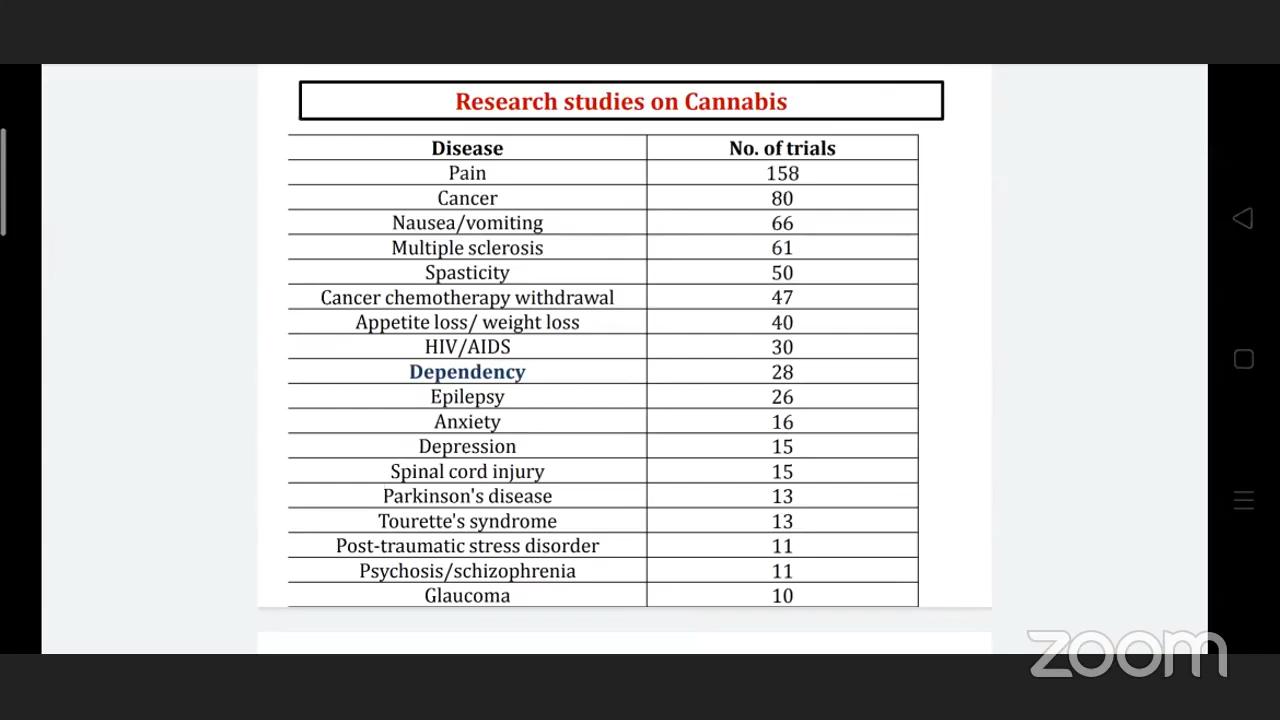 Research studies on Cannabis
Disease No. of trials
Pain 158
Cancer 80
Nausea/vomiting 66
Multiple sclerosis 61
Spasticity 50
Cancer chemotherapy withdrawal 47
Appetite loss/ weight loss 40
HIV/AIDS 30
Dependency 28
Epilepsy 26
Anxiety 16
Depression 15
Spinal cord injury 15
Parkinson's disease 13
Tourette's syndrome 13
Post-traumatic stress disorder 11
Psychosis/schizophrenia 11
Glaucoma 10
zoom